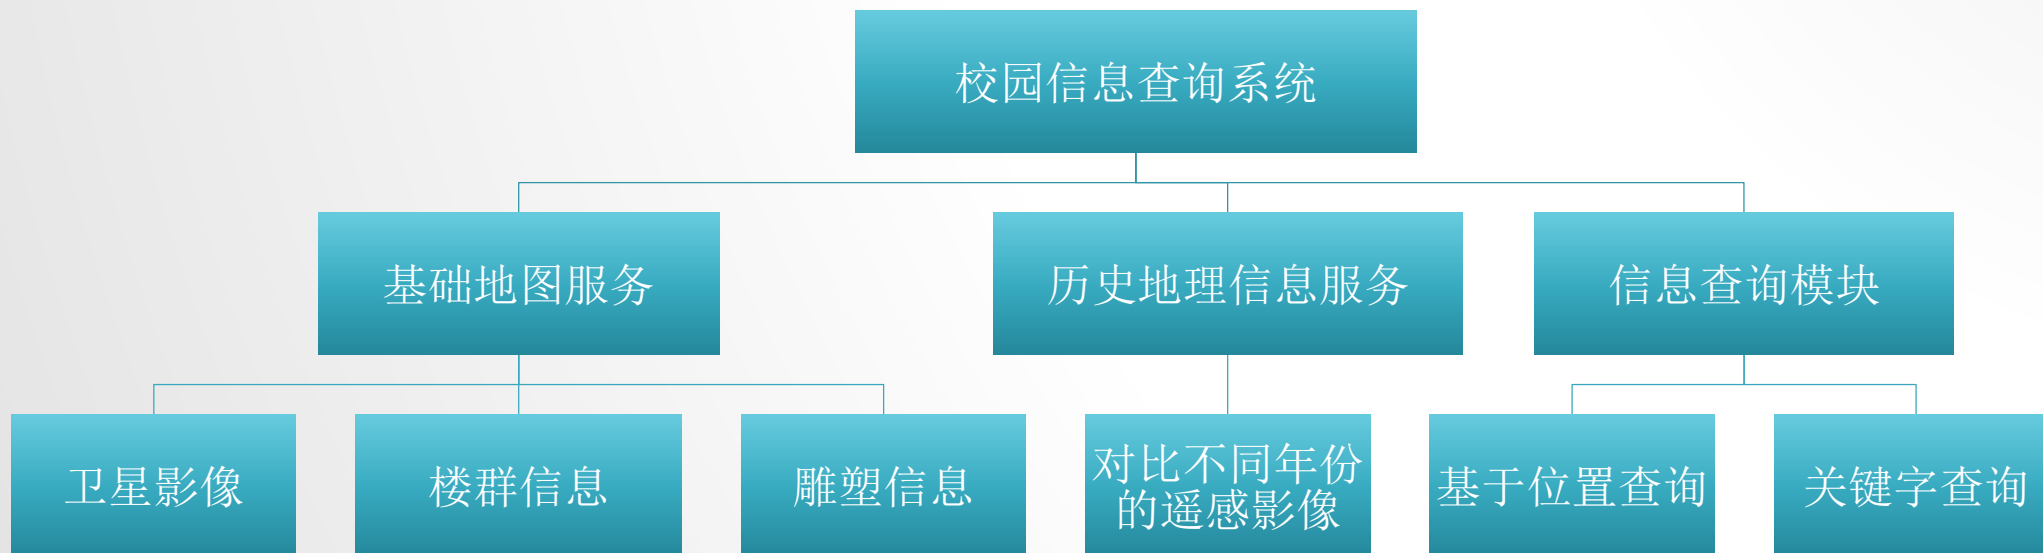 校园信息查询系统
基础地图服务
历史地理信息服务
信息查询模块
卫星影像
楼群信息
雕塑信息
对比不同年份
的遥感影像
基于位置查询
关键字查询